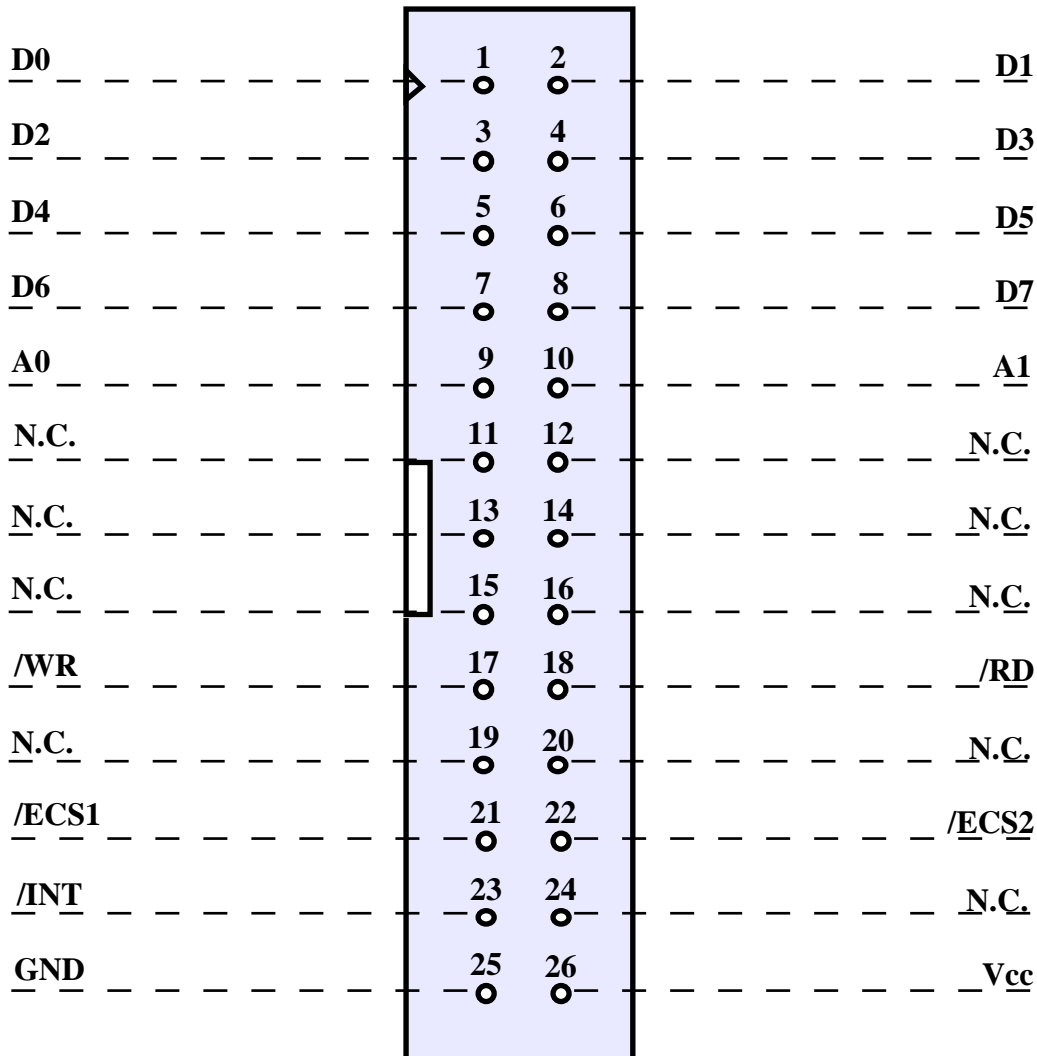 D0 1 2 D1
D2 3 4 D3
D4 5 6 D5
D6 7 8 D7
A0 9 10 A1
N.C. 11 12 N.C.
N.C. 13 14 N.C.
N.C. 15 16 N.C.
/WR 17 18 /RD
N.C. 19 20 N.C.
/ECS1 21 22 /ECS2
/INT 23 24 N.C.
GND 25 26 Vcc